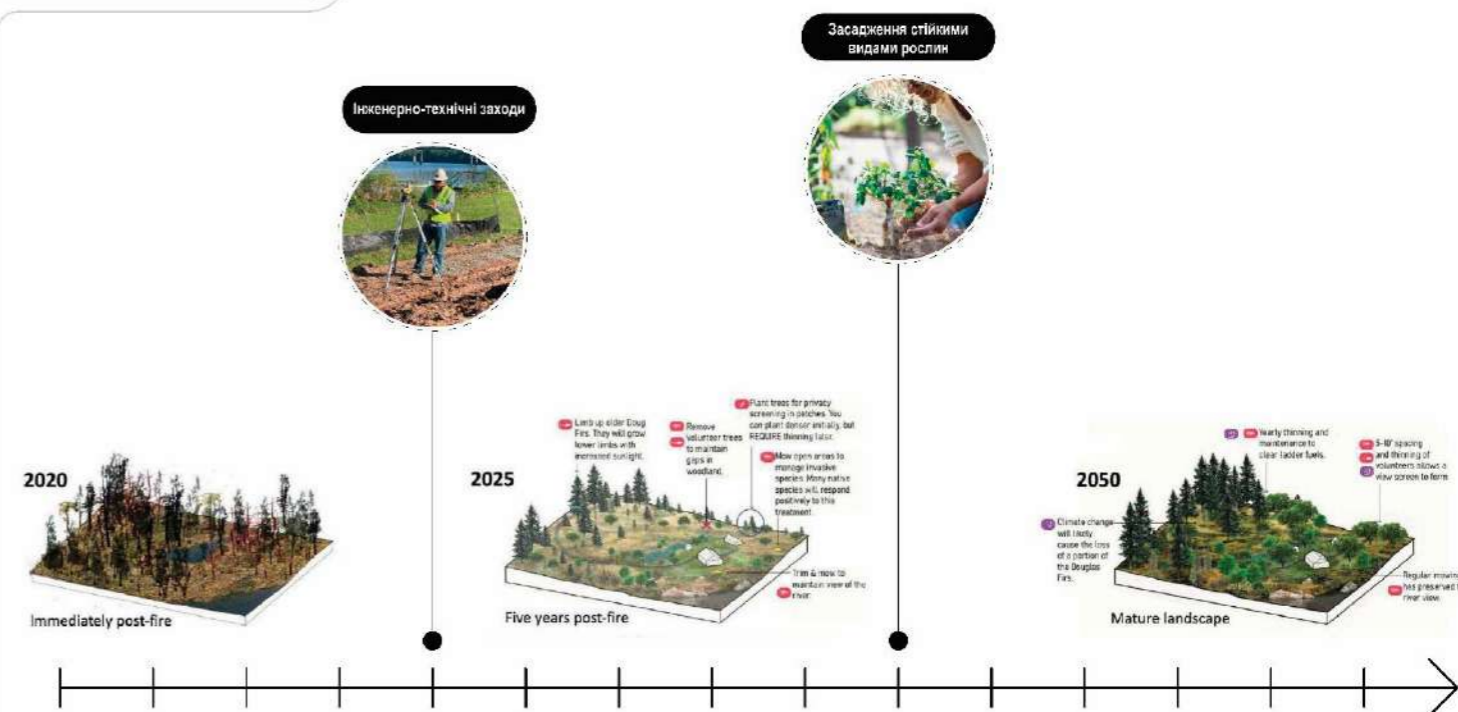 Засадження стійкими
видами рослин
Інженерно-технічні заходи
2020
Immediately post-fire
2025
Limb up older Doug
Firs. They will grow
lower limbs with
increased sunlight.
Remove
volunteer trees
to maintain
gaps in
woodland.
Plant trees for privacy
screening in patches. You
can plant denser initially, but
REQUIRE thinning later.
Mow open areas to
manage invasive
species. Many native
species will respond
positively to this
treatment.
Trim & mow to
maintain view of the
river.
Five years post-fire
2050
Climate change
will likely
cause the loss
of a portion of
the Douglas
Firs.
Yearly thinning and
maintenance to
clear ladder fuels.
5-10' spacing
and thinning of
volunteers allows a
view screen to form
Regular mowing
has preserved
river view.
Mature landscape